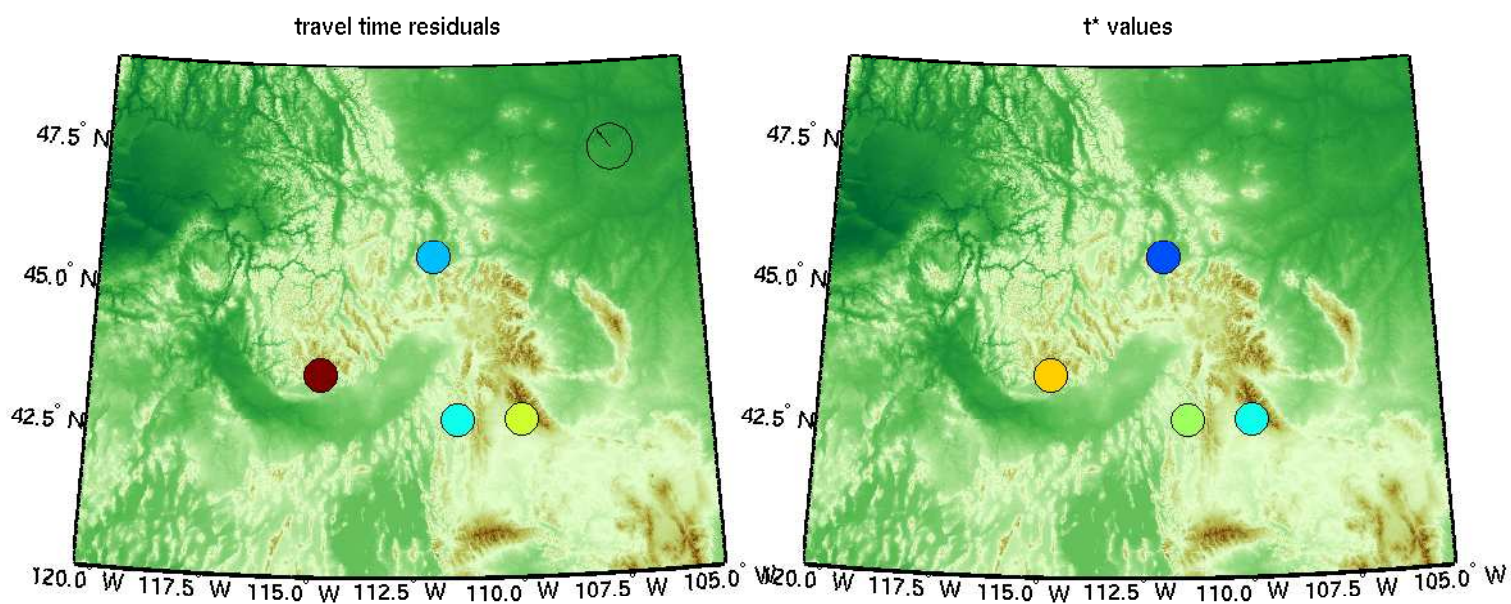 travel time residuals
t* values
47.5° N
45.0° N
42.5° N
120.0° W
117.5° W
115.0° W
112.5° W
110.0° W
107.5° W
105.0° W
47.5° N
45.0° N
42.5° N
120.0° W
117.5° W
115.0° W
112.5° W
110.0° W
107.5° W
105.0° W